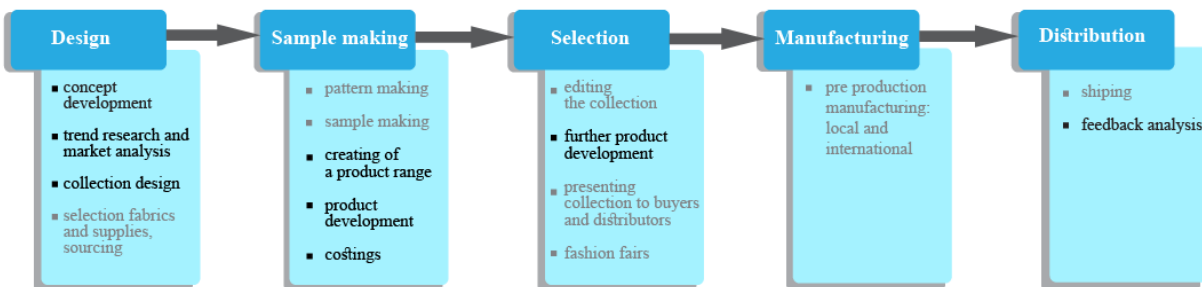 Design
concept
development
trend research and
market analysis
collection design
selection fabrics
and supplies,
sourcing
Sample making
pattern making
sample making
creating of
a product range
product
development
costings
Selection
editing
the collection
further product
development
presenting
collection to buyers
and distributors
fashion fairs
Manufacturing
pre production
manufacturing:
local and
international
Distribution
shiping
feedback analysis